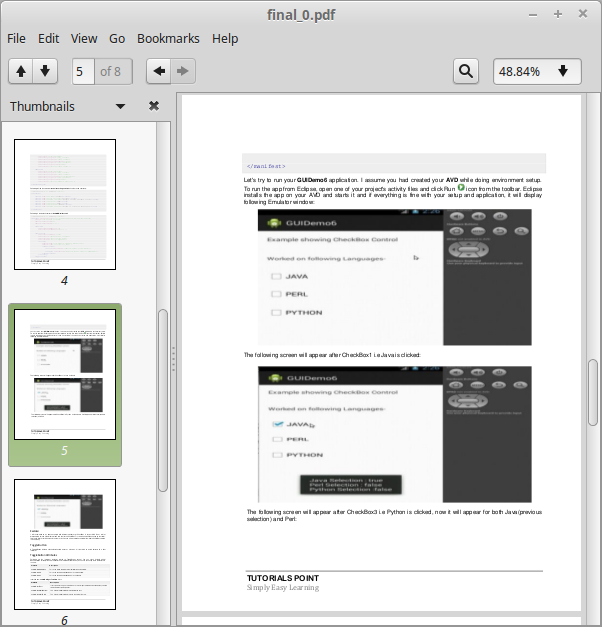 final_0.pdf
File Edit View Go Bookmarks Help
5 of 8
48.84%
Thumbnails
4
5
6
</manifest>
Let's try to run your GUIDemo6 application. I assume you had created your AVD while doing environment setup.
To run the app from Eclipse, open one of your project's activity files and click Run icon from the toolbar. Eclipse
installs the app on your AVD and starts it and if everything is fine with your setup and application, it will display
following Emulator window:
GUIDemo6
Example showing CheckBox Control
Worked on following Languages:
JAVA
PERL
PYTHON
The following screen will appear after CheckBox1 i.e Java is clicked:
GUIDemo6
Example showing CheckBox Control
Worked on following Languages:
JAVA
PERL
PYTHON
Java Selection : true
Perl Selection :false
Python Selection :false
The following screen will appear after CheckBox3 i.e Python is clicked, now it will appear for both Java(previous
selection) and Perl:
TUTORIALS POINT
Simply Easy Learning